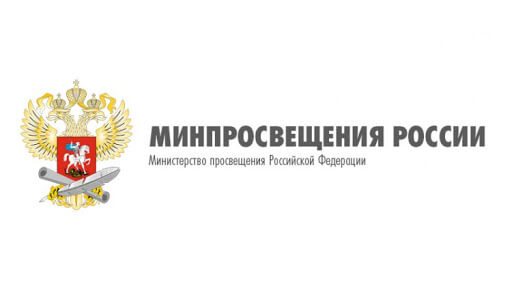 МИНПРОСВЕЩЕНИЯ РОССИИ
Министерство просвещения Российской Федерации